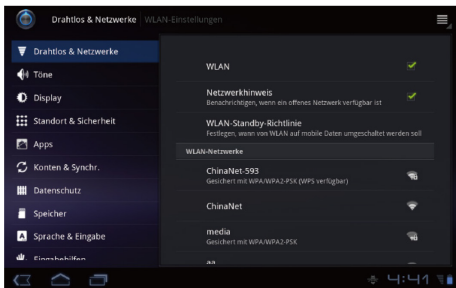 Drahtlos & Netzwerke WLAN-Einstellungen
Drahtlos & Netzwerke
Töne
Display
Standort & Sicherheit
Apps
Konten & Synchr.
Datenschutz
Speicher
Sprache & Eingabe
Eingabehilfen
WLAN
Netzwerkhinweis
Benachrichtigen, wenn ein offenes Netzwerk verfügbar ist
WLAN-Standby-Richtlinie
Festlegen, wann von WLAN auf mobile Daten umgeschaltet werden soll
WLAN-Netzwerke
ChinaNet-593
Gesichert mit WPA/WPA2-PSK (WPS verfügbar)
ChinaNet
media
Gesichert mit WPA/WPA2-PSK
aa
4:41